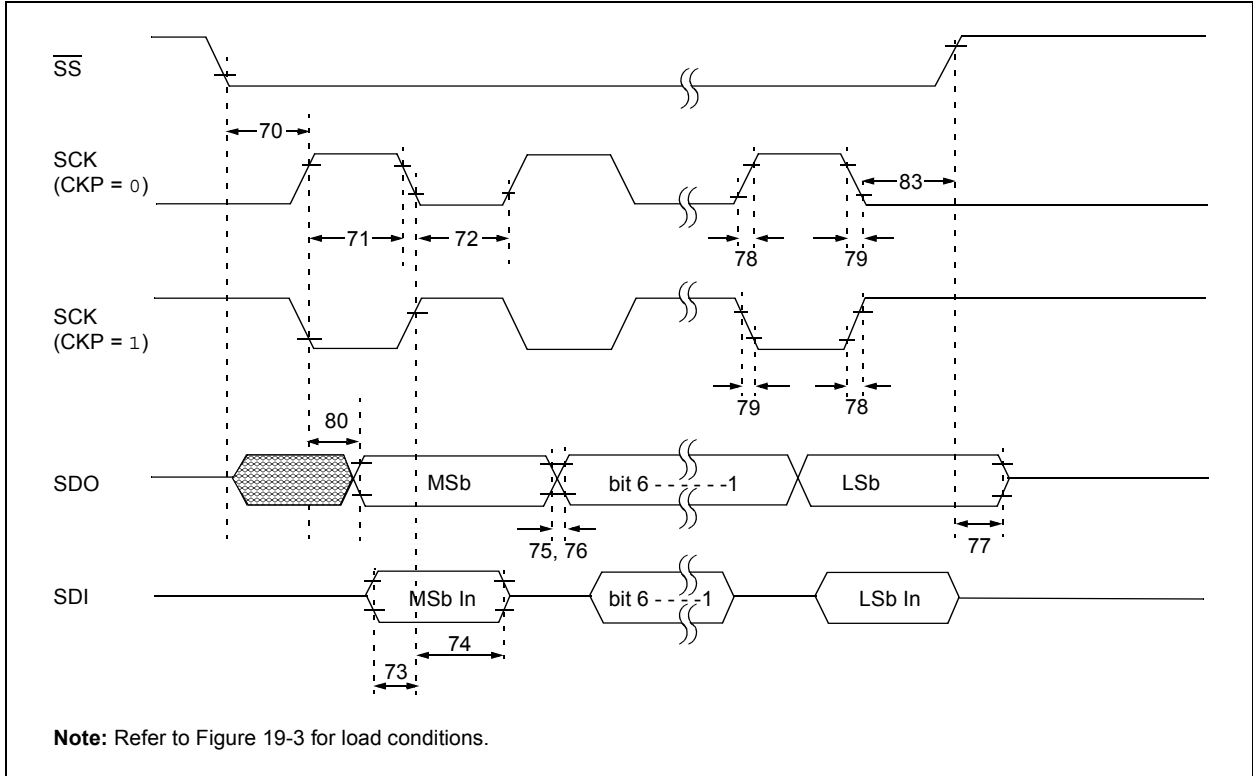 SS
70
SCK
(CKP = 0)
83
71
72
78
79
SCK
(CKP = 1)
79
78
80
SDO
MSb
bit 6 - - - - - -1
LSb
75, 76
77
SDI
MSb In
bit 6 - - - -1
LSb In
74
73
Note: Refer to Figure 19-3 for load conditions.